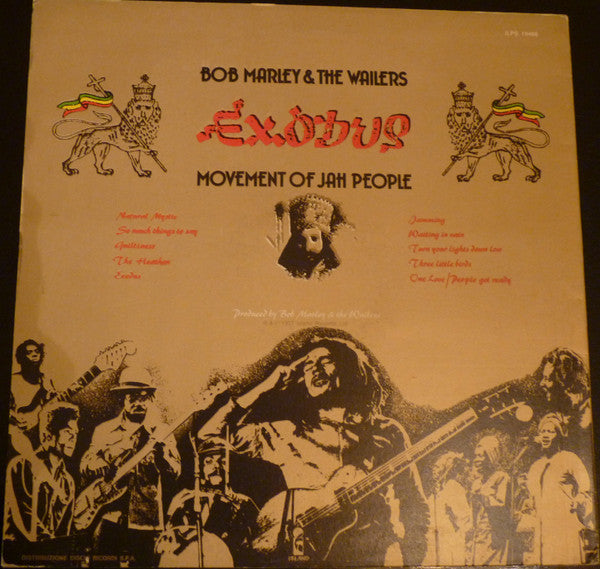 ILPS 19498
BOB MARLEY & THE WAILERS
EXODUS
MOVEMENT OF JAH PEOPLE
Natural Mystic
So much things to say
Guiltiness
The Heathen
Exodus
Jamming
Waiting in vain
Turn your lights down low
Three little birds
One Love/People get ready
Produced by Bob Marley & the Wailers
DISTRIBUZIONE DISCHI RICORDI S.P.A.
ISLAND